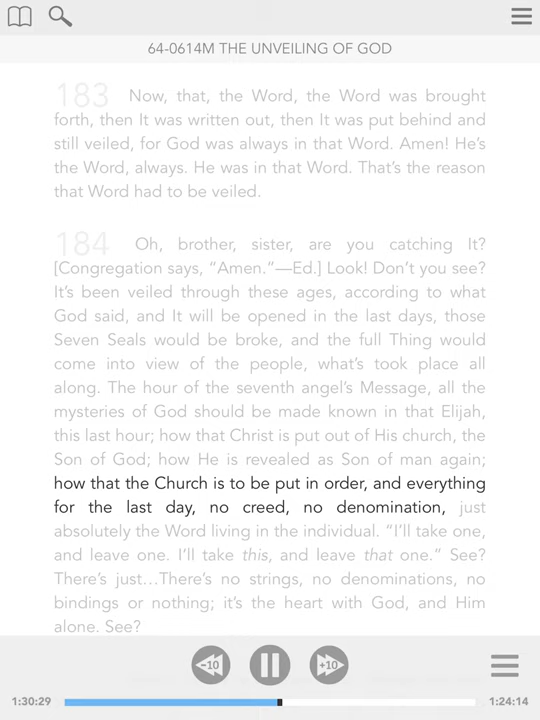 64-0614M THE UNVEILING OF GOD
183 Now, that, the Word, the Word was brought
forth, then It was written out, then It was put behind and
still veiled, for God was always in that Word. Amen! He's
the Word, always. He was in that Word. That's the reason
that Word had to be veiled.
184 Oh, brother, sister, are you catching It?
[Congregation says, “Amen.”—Ed.] Look! Don't you see?
It's been veiled through these ages, according to what
God said, and It will be opened in the last days, those
Seven Seals would be broke, and the full Thing would
come into view of the people, what's took place all
along. The hour of the seventh angel's Message, all the
mysteries of God should be made known in that Elijah,
this last hour; how that Christ is put out of His church, the
Son of God; how He is revealed as Son of man again;
how that the Church is to be put in order, and everything
for the last day, no creed, no denomination, just
absolutely the Word living in the individual. “I'll take one,
and leave one. I'll take this, and leave that one.” See?
There's just…There's no strings, no denominations, no
bindings or nothing; it's the heart with God, and Him
alone. See?
-10 +10
1:30:29 1:24:14